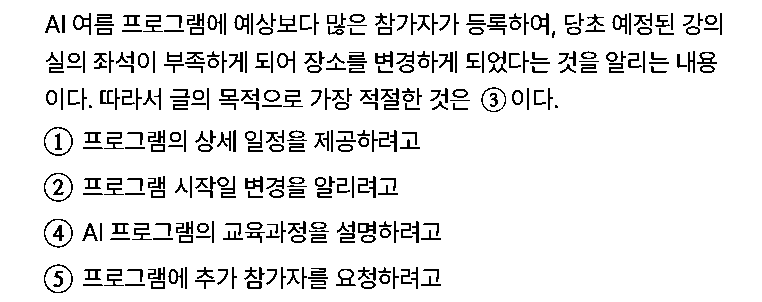 AI 여름 프로그램에 예상보다 많은 참가자가 등록하여, 당초 예정된 강의
실의 좌석이 부족하게 되어 장소를 변경하게 되었다는 것을 알리는 내용
이다. 따라서 글의 목적으로 가장 적절한 것은 ③이다.
① 프로그램의 상세 일정을 제공하려고
② 프로그램 시작일 변경을 알리려고
④ AI 프로그램의 교육과정을 설명하려고
⑤ 프로그램에 추가 참가자를 요청하려고